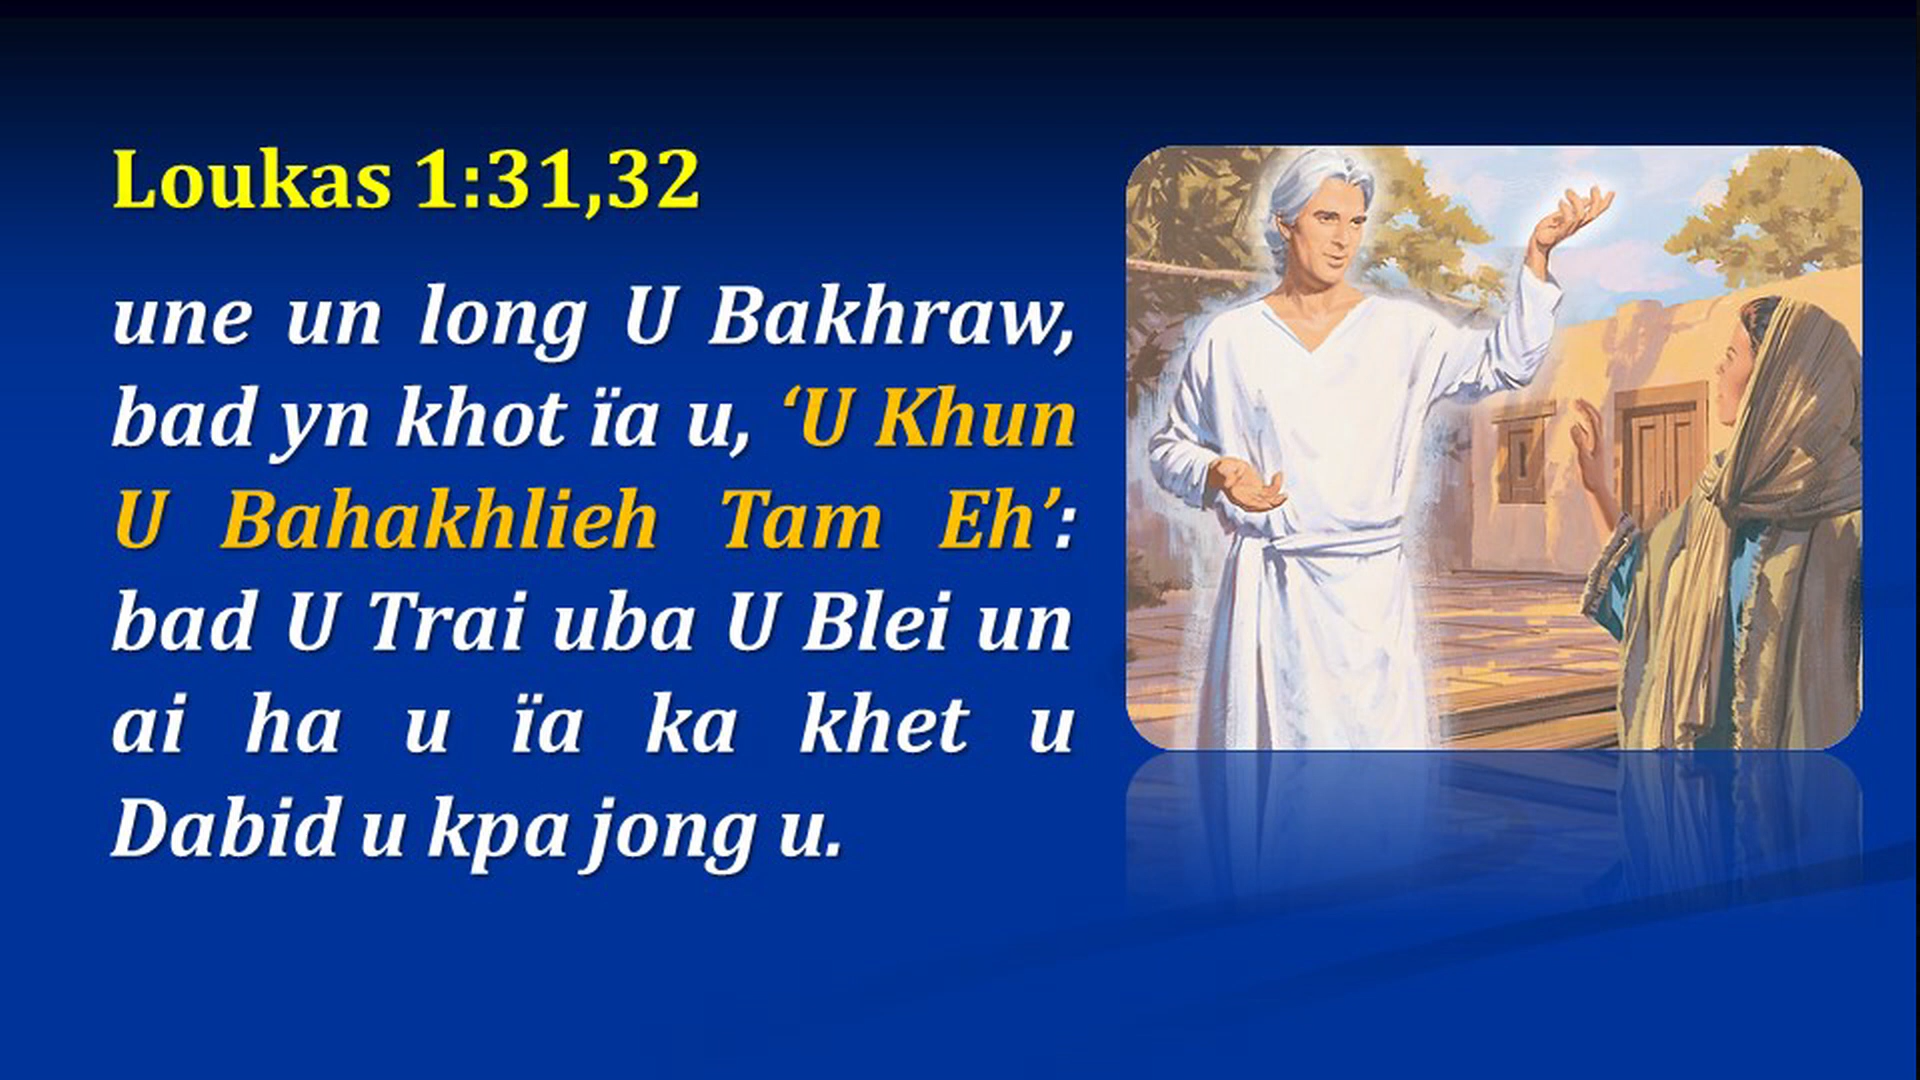 Loukas 1:31,32
une un long U Bakhraw,
bad yn khot ïa u, ‘U Khun
U Bahakhlieh Tam Eh’:
bad U Trai uba U Blei un
ai ha u ïa ka khet u
Dabid u kpa jong u.